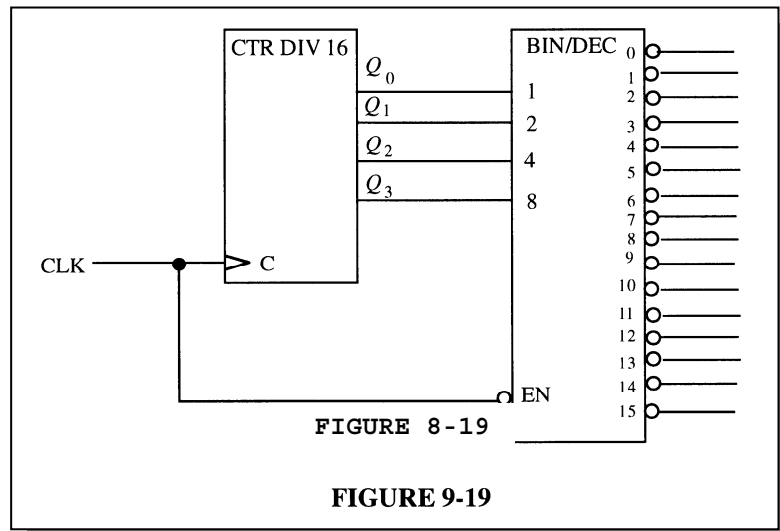 CTR DIV 16
BIN/DEC
Q0
Q1
Q2
Q3
1
2
4
8
CLK
C
EN
0
1
2
3
4
5
6
7
8
9
10
11
12
13
14
15
FIGURE 8-19
FIGURE 9-19